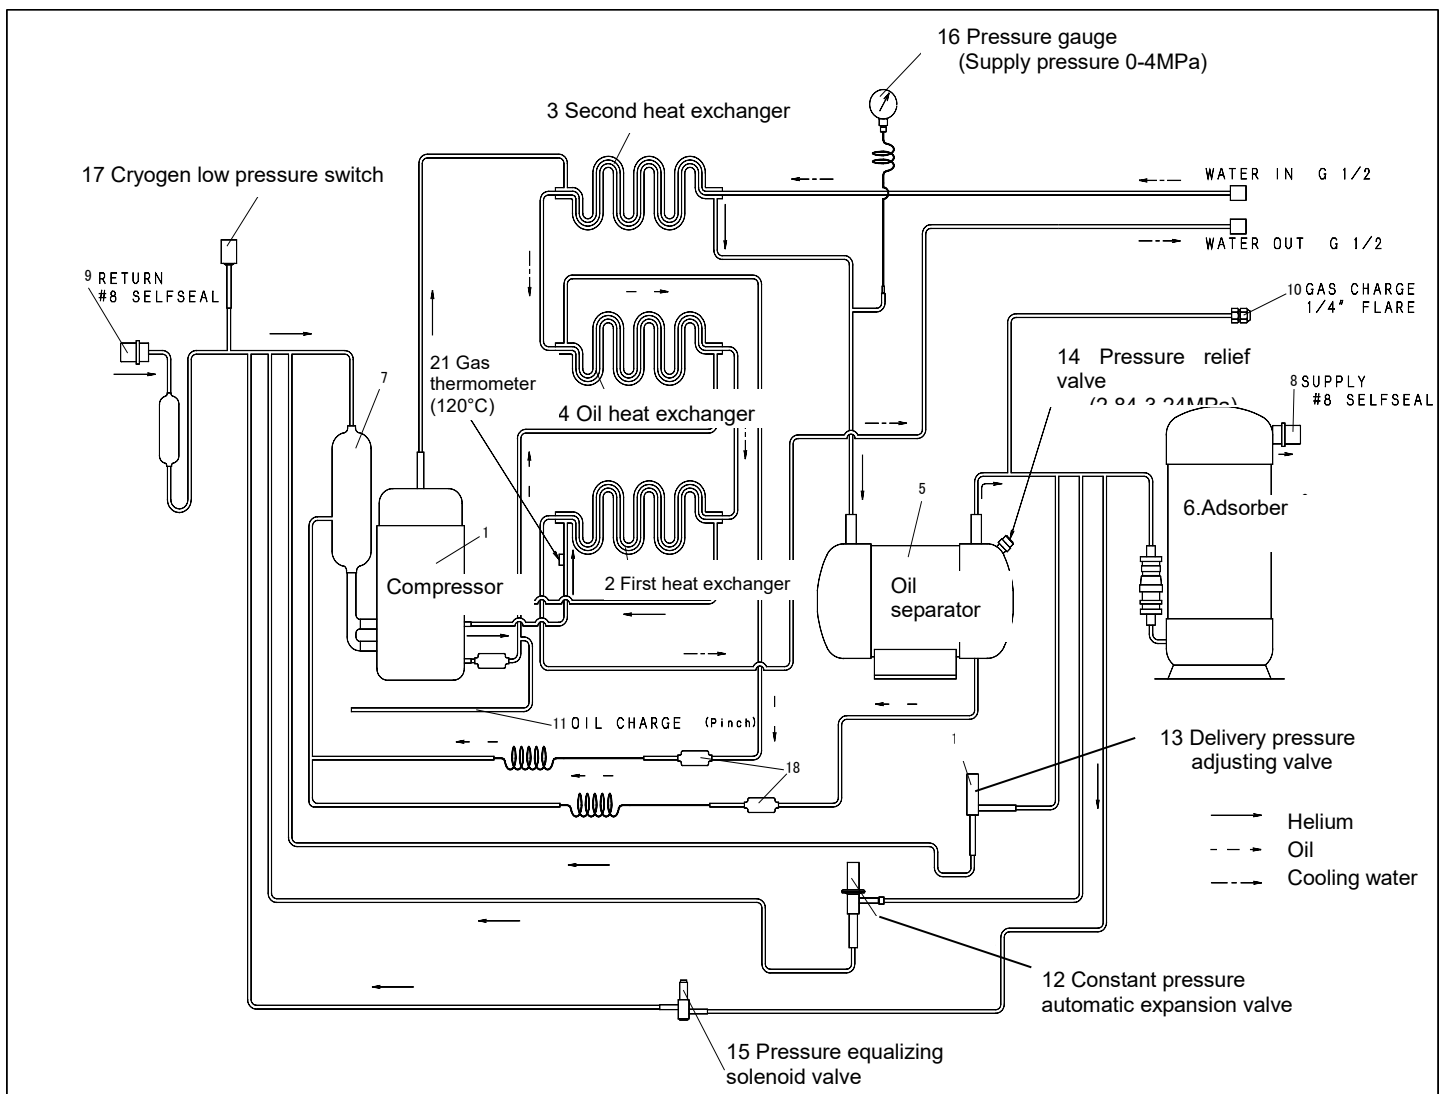 16 Pressure gauge
(Supply pressure 0-4MPa)
3 Second heat exchanger
17 Cryogen low pressure switch
WATER IN G 1/2
WATER OUT G 1/2
9 RETURN
#8 SELFSEAL
10 GAS CHARGE
1/4" FLARE
21 Gas
thermometer
(120°C)
14 Pressure relief
valve
(2.84-3.24MPa)
7
4 Oil heat exchanger
8 SUPPLY
#8 SELFSEAL
5
6.Adsorber
1
Compressor
2 First heat exchanger
Oil
separator
11 OIL CHARGE (Pinch)
1
13 Delivery pressure
adjusting valve
18
Helium
Oil
Cooling water
12 Constant pressure
automatic expansion valve
15 Pressure equalizing
solenoid valve